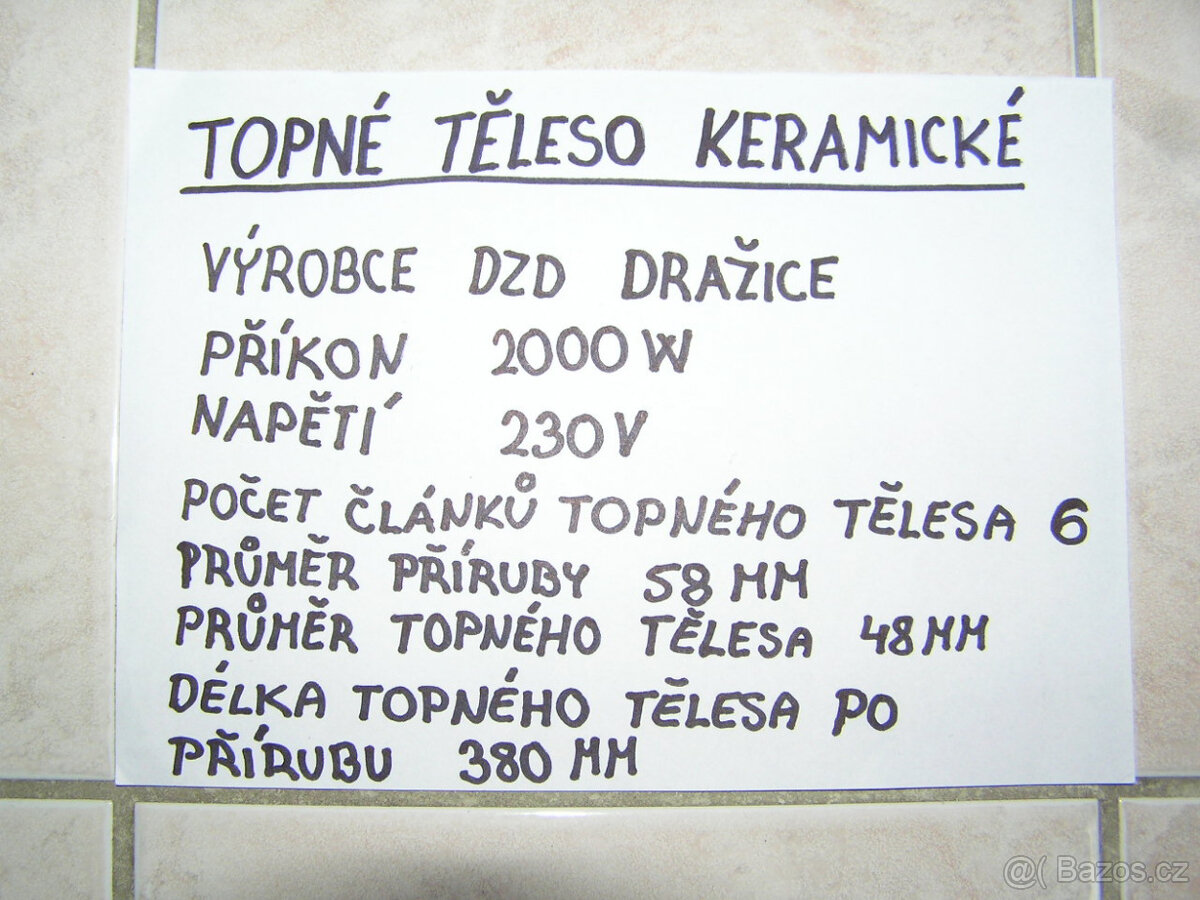 TOPNÉ TĚLESO KERAMICKÉ
VÝROBCE DZD DRAŽICE
PŘÍKON 2000 W
NAPĚTÍ 230 V
POČET ČLÁNKŮ TOPNÉHO TĚLESA 6
PRŮMĚR PŘÍRUBY 58 MM
PRŮMĚR TOPNÉHO TĚLESA 48 MM
DÉLKA TOPNÉHO TĚLESA PO
PŘÍRUBU 380 MM
@( Bazos.cz